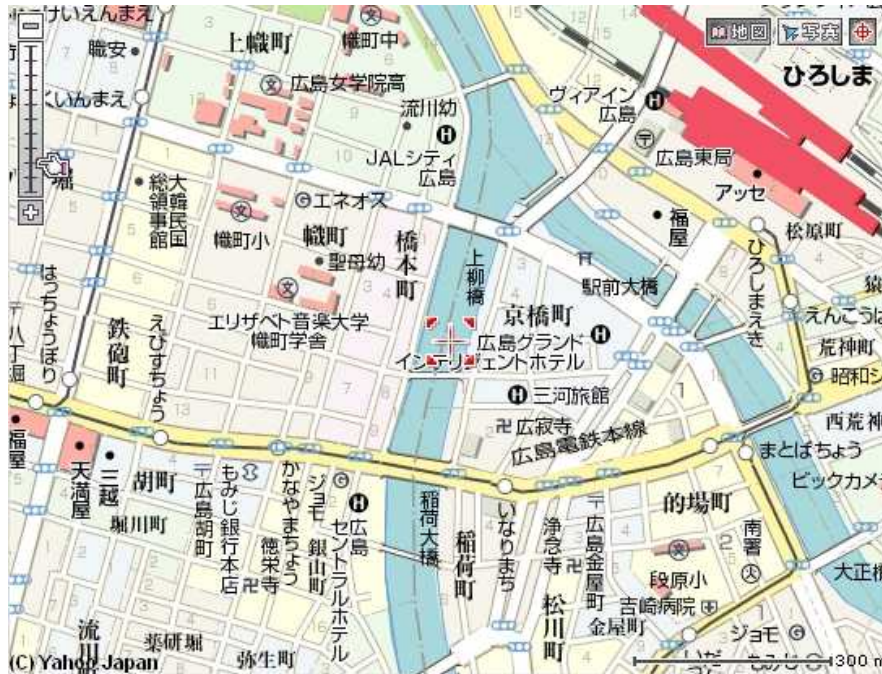 けいえんまえ
職安
上幟町
幟町中
広島女学院高
流川幼
JALシティ
広島
ヴィアイン
広島
地図
写真
ひろしま
広島東局
アッセ
松原町
くいんまえ
大韓民国
総領事館
エネオス
幟町小
幟町
聖母幼
橋本町
上柳橋
福屋
駅前大橋
ひろしまえき
猿
えんこうば
荒神町
昭和シ
西荒神
はっちょうぼり
八丁堀
鉄砲町
えびすちょう
エリザベト音楽大学
幟町学舎
京橋町
広島グランド
インテリジェントホテル
三河旅館
広寂寺
広島電鉄本線
まとばちょう
ビックカメ
福屋
天満屋
三越
胡町
堀川町
広島胡町
もみじ銀行本店
徳栄寺
かなやまちょう
ジョモ
銀山町
広島
セントラルホテル
稲荷大橋
稲荷町
いなりまち
浄念寺
広島金屋町
松川町
的場町
南署
段原小
吉崎病院
金屋町
大正橋
ジョモ
流川町
薬研堀
弥生町
(C) Yahoo Japan
300 m